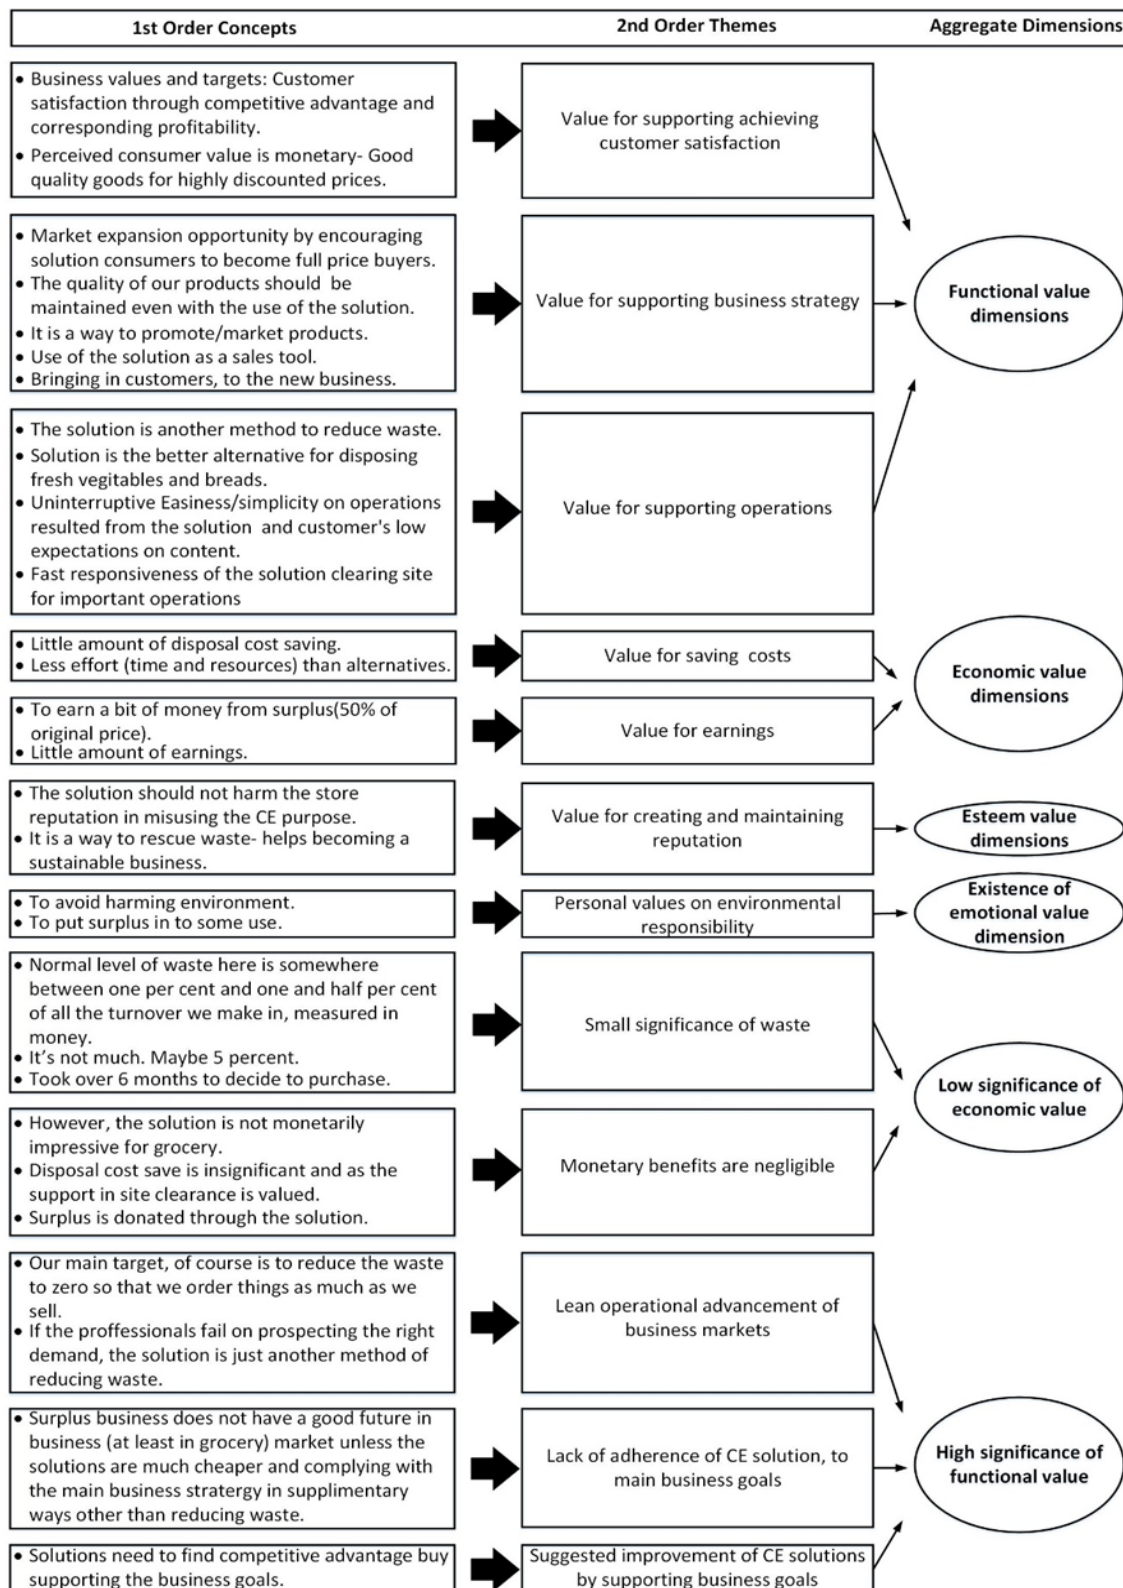 1st Order Concepts
2nd Order Themes
Aggregate Dimensions
• Business values and targets: Customer
satisfaction through competitive advantage and
corresponding profitability.
• Perceived consumer value is monetary- Good
quality goods for highly discounted prices.
Value for supporting achieving
customer satisfaction
• Market expansion opportunity by encouraging
solution consumers to become full price buyers.
• The quality of our products should be
maintained even with the use of the solution.
• It is a way to promote/market products.
• Use of the solution as a sales tool.
• Bringing in customers, to the new business.
Value for supporting business strategy
Functional value
dimensions
• The solution is another method to reduce waste.
• Solution is the better alternative for disposing
fresh vegitables and breads.
• Uninterruptive Easiness/simplicity on operations
resulted from the solution and customer's low
expectations on content.
• Fast responsiveness of the solution clearing site
for important operations
Value for supporting operations
• Little amount of disposal cost saving.
• Less effort (time and resources) than alternatives.
Value for saving costs
Economic value
dimensions
• To earn a bit of money from surplus(50% of
original price).
• Little amount of earnings.
Value for earnings
• The solution should not harm the store
reputation in misusing the CE purpose.
• It is a way to rescue waste- helps becoming a
sustainable business.
Value for creating and maintaining
reputation
Esteem value
dimensions
• To avoid harming environment.
• To put surplus in to some use.
Personal values on environmental
responsibility
Existence of
emotional value
dimension
• Normal level of waste here is somewhere
between one per cent and one and half per cent
of all the turnover we make in, measured in
money.
• It's not much. Maybe 5 percent.
• Took over 6 months to decide to purchase.
Small significance of waste
Low significance of
economic value
• However, the solution is not monetarily
impressive for grocery.
• Disposal cost save is insignificant and as the
support in site clearance is valued.
• Surplus is donated through the solution.
Monetary benefits are negligible
• Our main target, of course is to reduce the waste
to zero so that we order things as much as we
sell.
• If the proffessionals fail on prospecting the right
demand, the solution is just another method of
reducing waste.
Lean operational advancement of
business markets
• Surplus business does not have a good future in
business (at least in grocery) market unless the
solutions are much cheaper and complying with
the main business stratergy in supplimentary
ways other than reducing waste.
Lack of adherence of CE solution, to
main business goals
High significance of
functional value
• Solutions need to find competitive advantage buy
supporting the business goals.
Suggested improvement of CE solutions
by supporting business goals